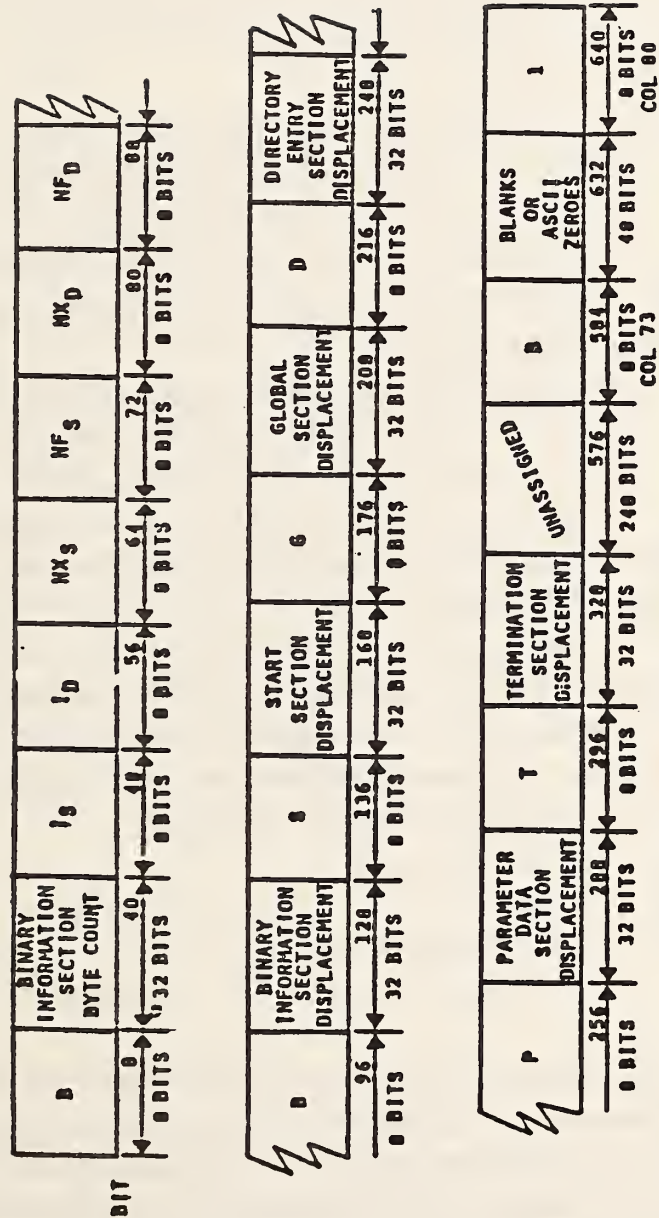 B
BINARY
INFORMATION
SECTION
BYTE COUNT
I S
I D
MX S
NF S
MX D
NF D
BIT
8 40 48 56 64 72 80 88
8 BITS 32 BITS 8 BITS 8 BITS 8 BITS 8 BITS 8 BITS 8 BITS
B
BINARY
INFORMATION
SECTION
DISPLACEMENT
S
START
SECTION
DISPLACEMENT
G
GLOBAL
SECTION
DISPLACEMENT
D
DIRECTORY
ENTRY
SECTION
DISPLACEMENT
96 128 136 168 176 208 216 248
8 BITS 32 BITS 8 BITS 32 BITS 8 BITS 32 BITS 8 BITS 32 BITS
P
PARAMETER
DATA
SECTION
DISPLACEMENT
T
TERMINATION
SECTION
DISPLACEMENT
UNASSIGNED
B
BLANKS
OR
ASCII
ZEROES
1
256 288 296 328 576 584 632 640
8 BITS 32 BITS 8 BITS 32 BITS 248 BITS 8 BITS 48 BITS 8 BITS
COL 73 COL 80